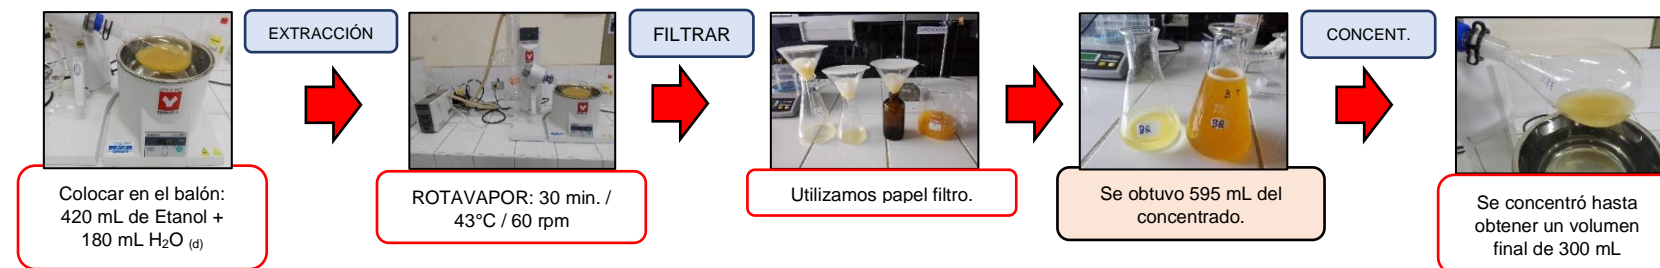 EXTRACCIÓN
FILTRAR
CONCENT.
BQ
B T
BQ
Colocar en el balón:
420 mL de Etanol +
180 mL H₂O (d)
ROTAVAPOR: 30 min. /
43°C / 60 rpm
Utilizamos papel filtro.
Se obtuvo 595 mL del
concentrado.
Se concentró hasta
obtener un volumen
final de 300 mL